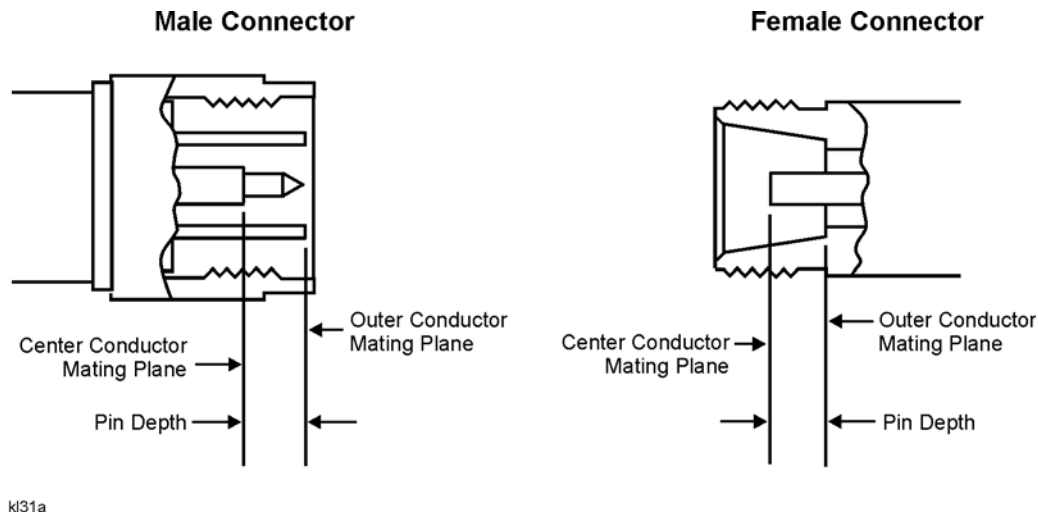 Male Connector
Female Connector
Center Conductor
Mating Plane
Outer Conductor
Mating Plane
Pin Depth
Center Conductor
Mating Plane
Outer Conductor
Mating Plane
Pin Depth
kl31a